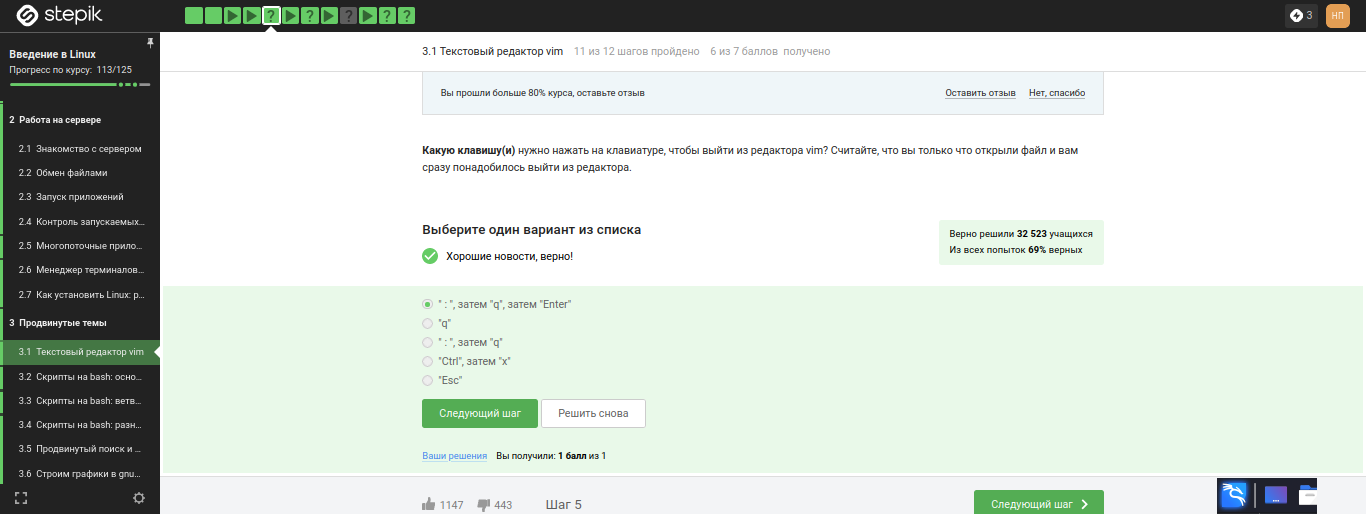 stepik
3
НП
Введение в Linux
Прогресс по курсу: 113/125
2 Работа на сервере
2.1 Знакомство с сервером
2.2 Обмен файлами
2.3 Запуск приложений
2.4 Контроль запускаемых...
2.5 Многопоточные прило...
2.6 Менеджер терминалов...
2.7 Как установить Linux: р...
3 Продвинутые темы
3.1 Текстовый редактор vim
3.2 Скрипты на bash: осно...
3.3 Скрипты на bash: ветв...
3.4 Скрипты на bash: разн...
3.5 Продвинутый поиск и ...
3.6 Строим графики в gnu...
3.1 Текстовый редактор vim 11 из 12 шагов пройдено 6 из 7 баллов получено
Вы прошли больше 80% курса, оставьте отзыв
Оставить отзыв Нет, спасибо
Какую клавишу(и) нужно нажать на клавиатуре, чтобы выйти из редактора vim? Считайте, что вы только что открыли файл и вам
сразу понадобилось выйти из редактора.
Выберите один вариант из списка
Хорошие новости, верно!
Верно решили 32 523 учащихся
Из всех попыток 69% верных
" : ", затем "q", затем "Enter"
"q"
" : ", затем "q"
"Ctrl", затем "x"
"Esc"
Следующий шаг Решить снова
Ваши решения Вы получили: 1 балл из 1
1147 443 Шаг 5
Следующий шаг